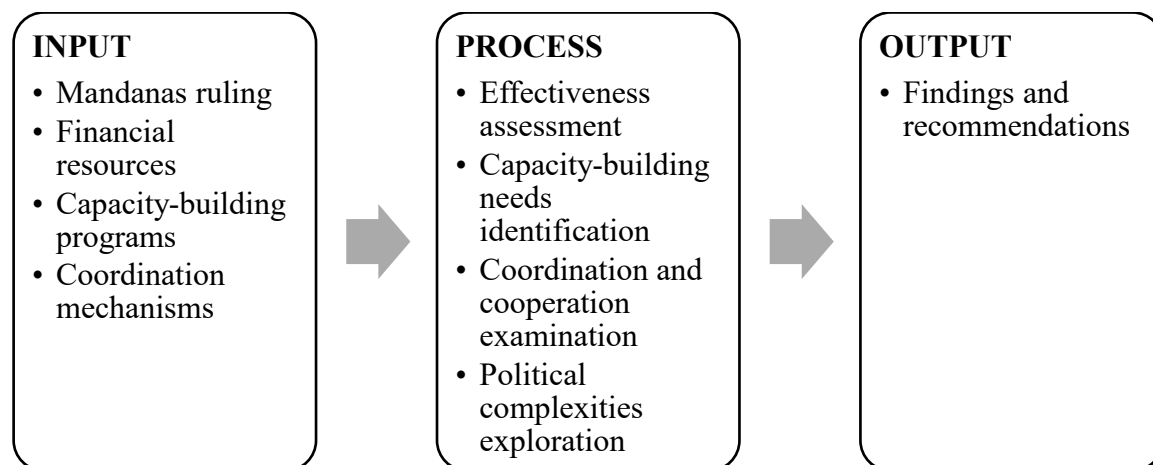 INPUT
• Mandanas ruling
• Financial
resources
• Capacity-building
programs
• Coordination
mechanisms
PROCESS
• Effectiveness
assessment
• Capacity-building
needs
identification
• Coordination and
cooperation
examination
• Political
complexities
exploration
OUTPUT
• Findings and
recommendations